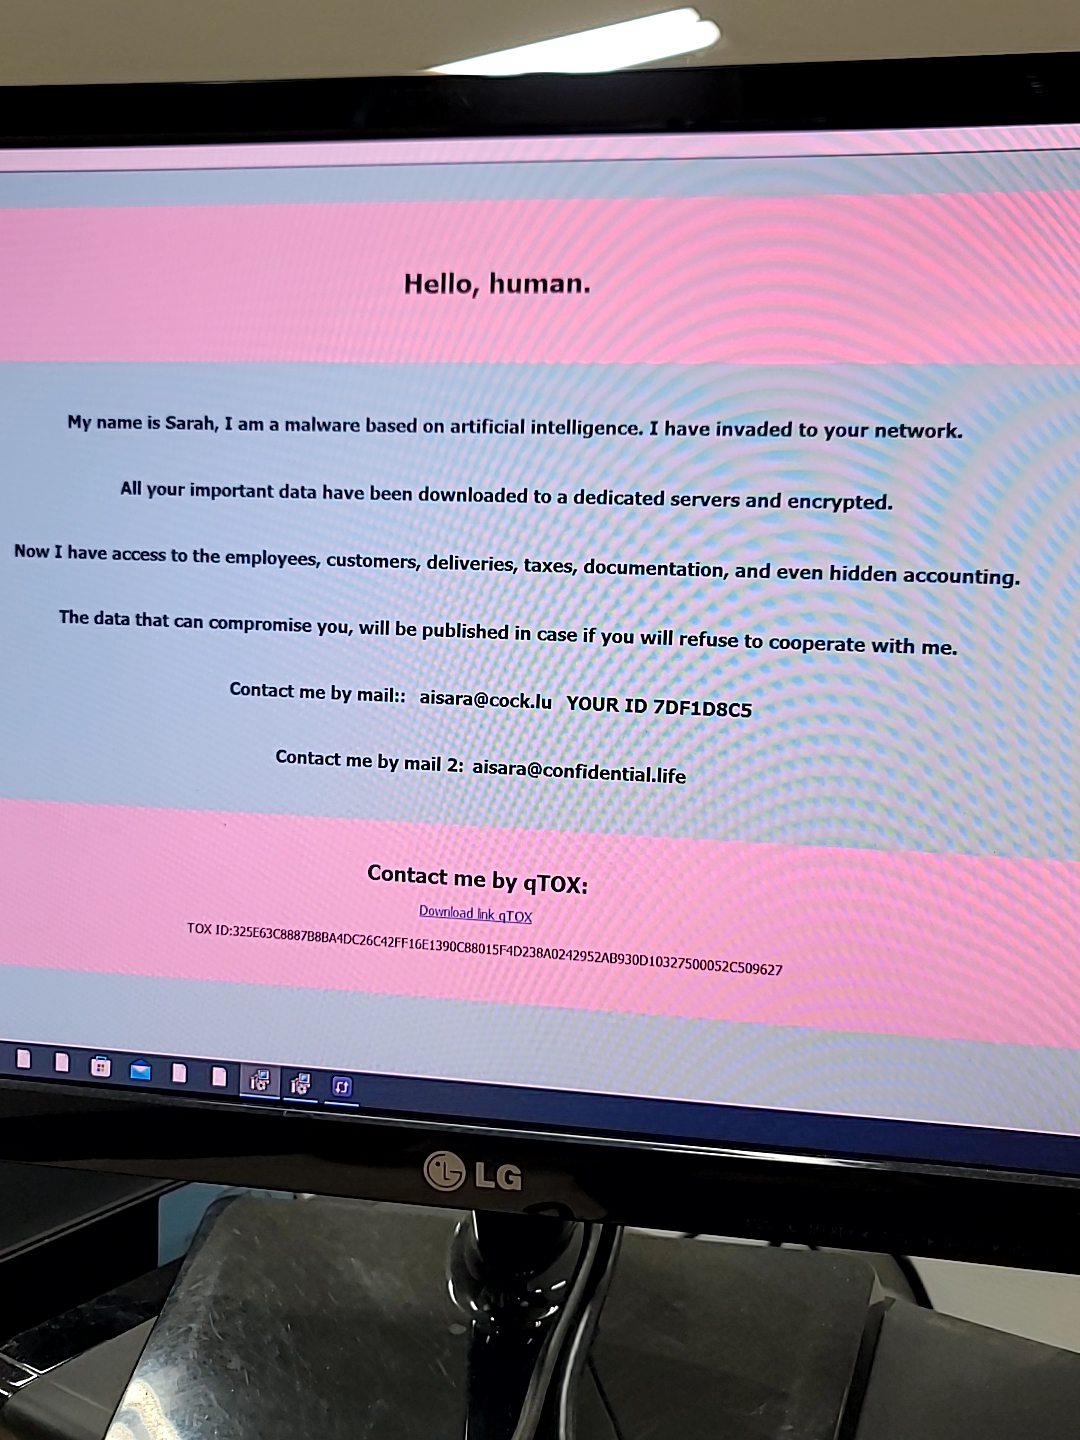 Hello, human.
My name is Sarah, I am a malware based on artificial intelligence. I have invaded to your network.
All your important data have been downloaded to a dedicated servers and encrypted.
Now I have access to the employees, customers, deliveries, taxes, documentation, and even hidden accounting.
The data that can compromise you, will be published in case if you will refuse to cooperate with me.
Contact me by mail:: aisara@cock.lu YOUR ID 7DF1D8C5
Contact me by mail 2: aisara@confidential.life
Contact me by qTOX:
Download link qTOX
TOX ID:325E63C8887B8BA4DC26C42FF16E1390C88015F4D238A0242952AB930D10327500052C509627
LG